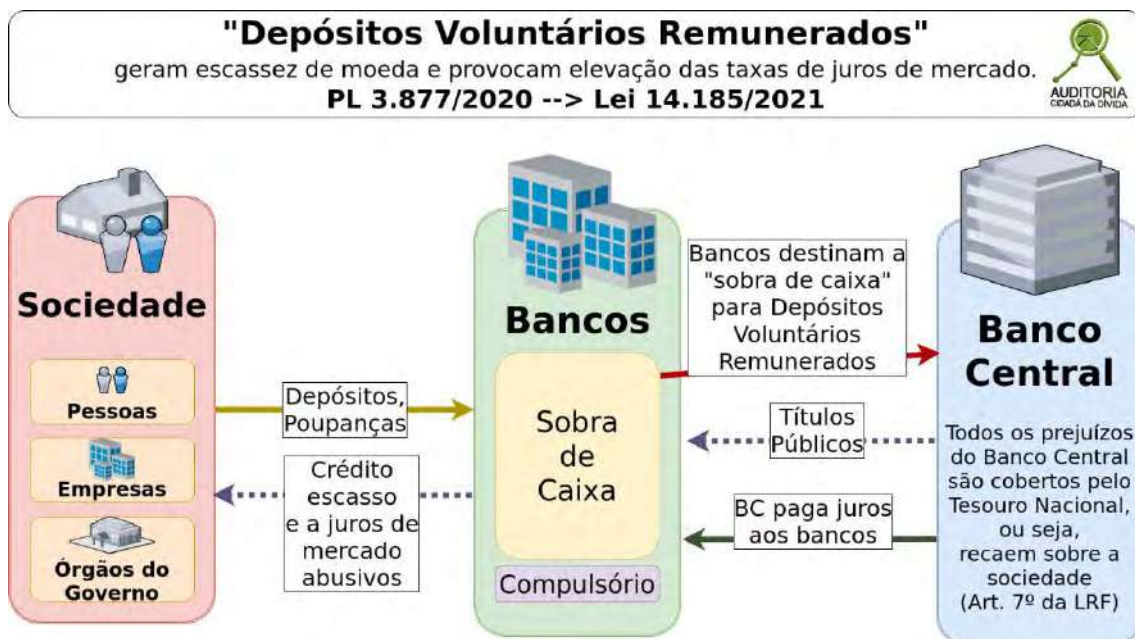 "Depósitos Voluntários Remunerados"
geram escassez de moeda e provocam elevação das taxas de juros de mercado.
PL 3.877/2020 --> Lei 14.185/2021
AUDITORIA
CIDADÃ DA DÍVIDA
Sociedade
Pessoas
Empresas
Órgãos do
Governo
Depósitos,
Poupanças
Crédito
escasso
e a juros de
mercado
abusivos
Bancos
Sobra
de
Caixa
Compulsório
Bancos destinam a
"sobra de caixa"
para Depósitos
Voluntários
Remunerados
Títulos
Públicos
BC paga juros
aos bancos
Banco
Central
Todos os prejuízos
do Banco Central
são cobertos pelo
Tesouro Nacional,
ou seja,
recaem sobre a
sociedade
(Art. 7º da LRF)